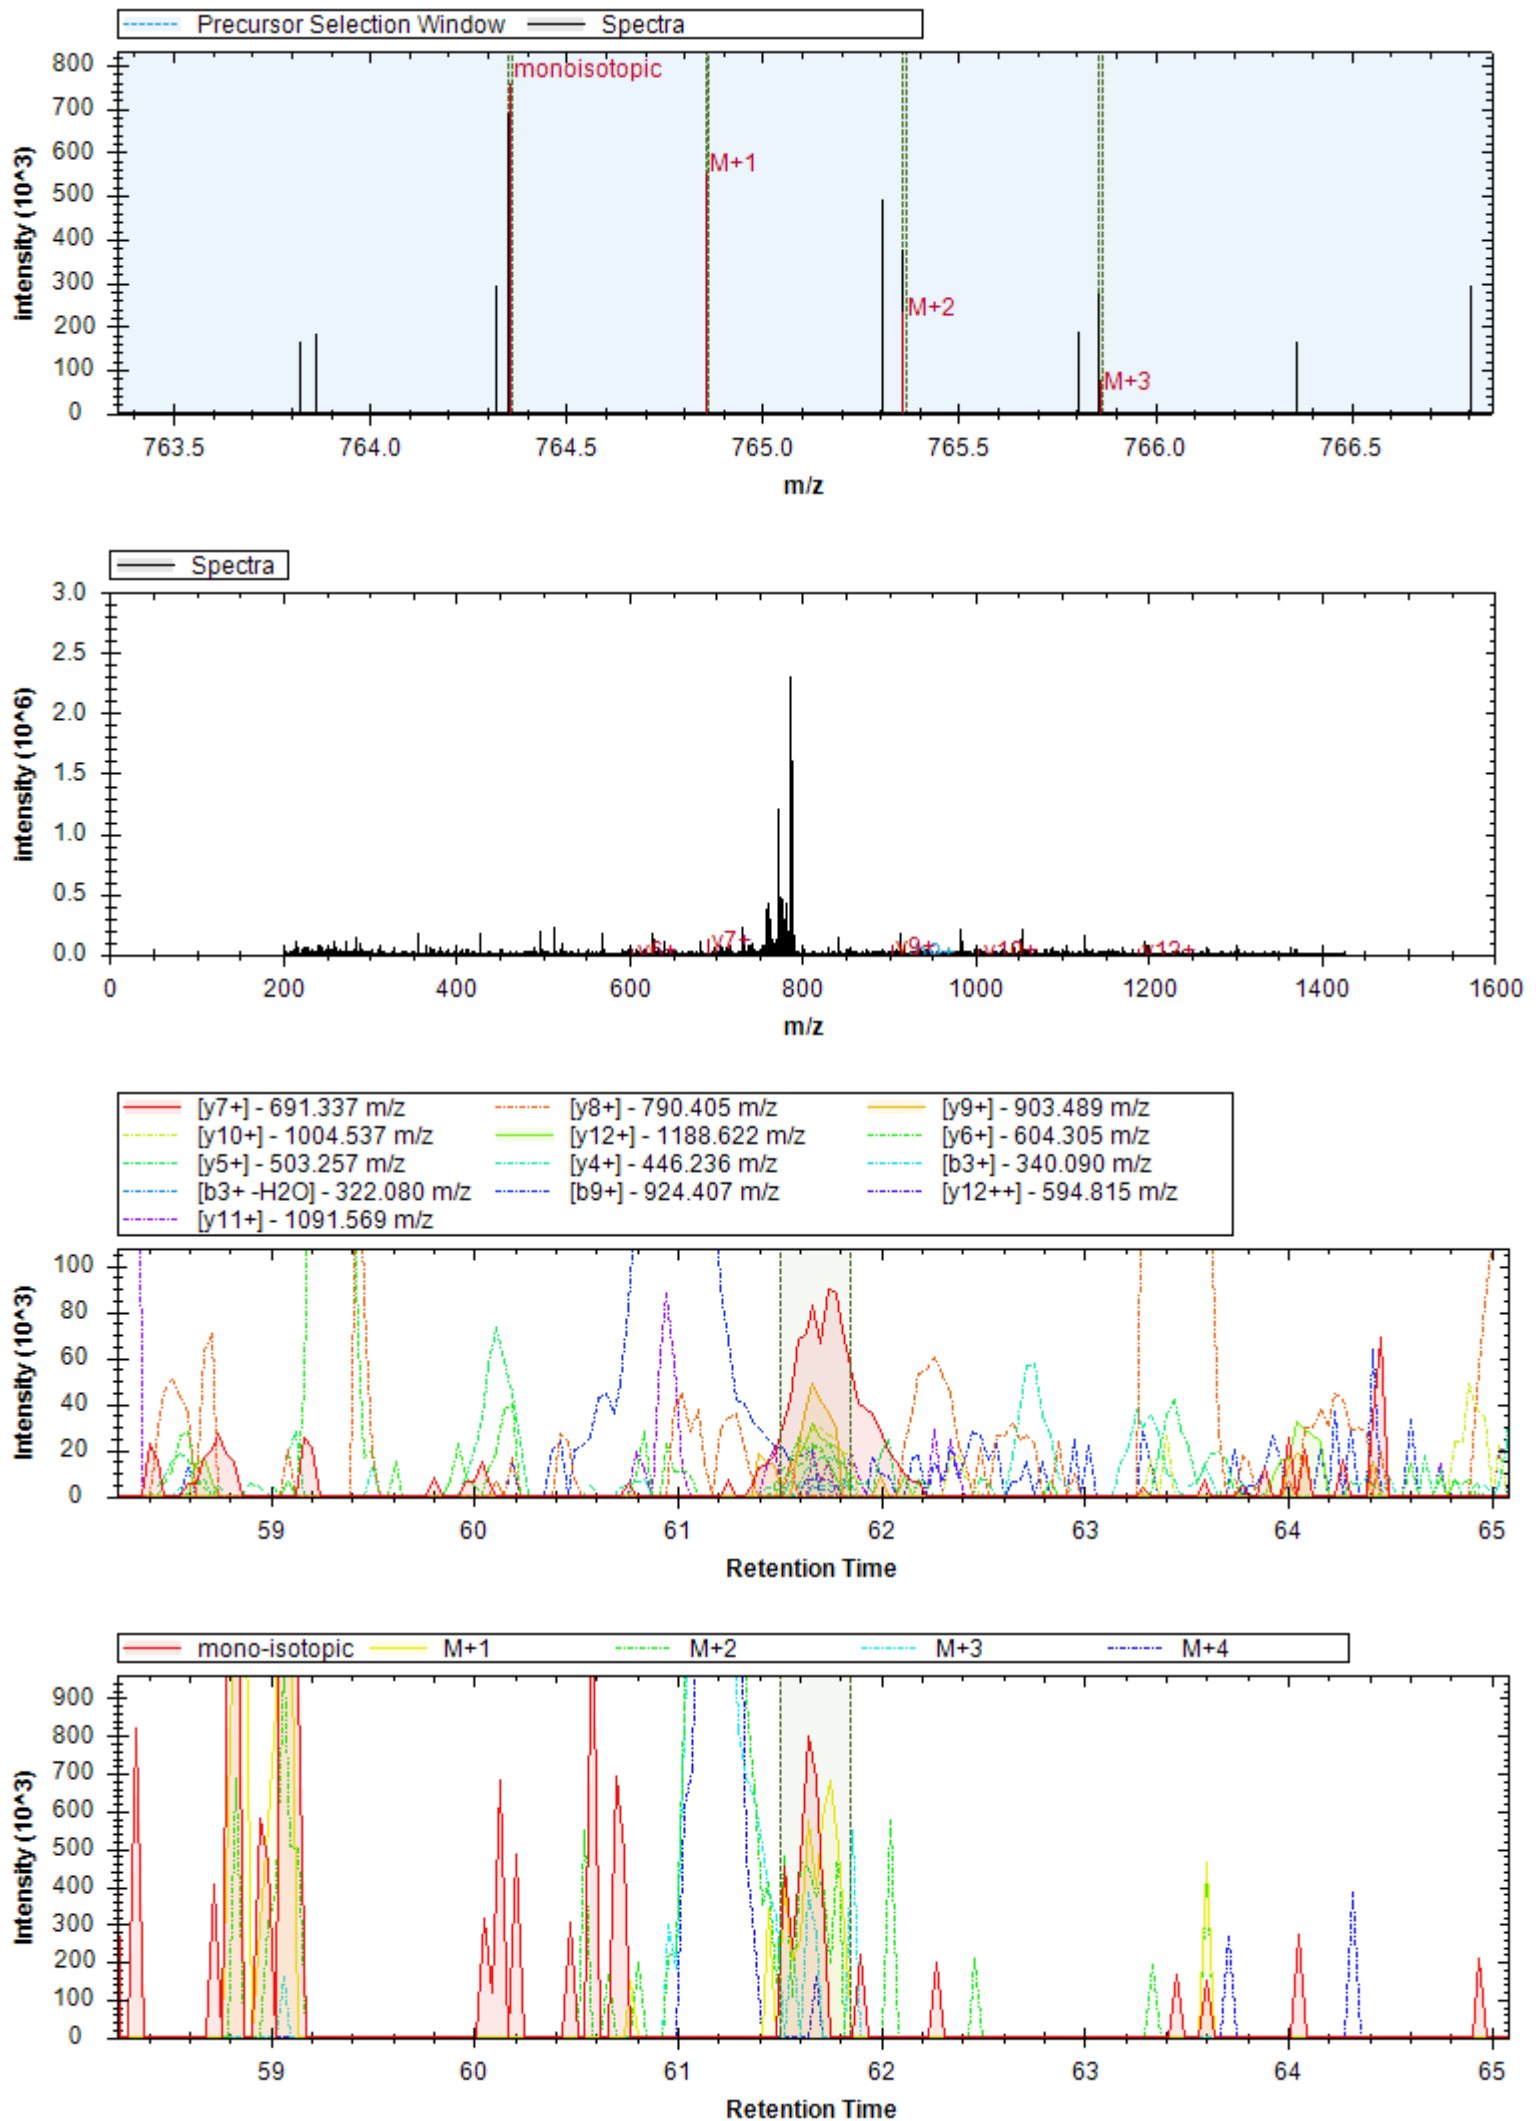 Precursor Selection Window Spectra
800
monoisotopic
700
600
M+1
500
400
300
M+2
200
100
M+3
0
intensity (10^3)
763.5 764.0 764.5 765.0 765.5 766.0 766.5
m/z
Spectra
3.0
2.5
2.0
1.5
1.0
0.5
0.0
intensity (10^6)
y6+ y7+ y9+ y10+ y12+
0 200 400 600 800 1000 1200 1400 1600
m/z
[y7+] - 691.337 m/z [y8+] - 790.405 m/z [y9+] - 903.489 m/z
[y10+] - 1004.537 m/z [y12+] - 1188.622 m/z [y6+] - 604.305 m/z
[y5+] - 503.257 m/z [y4+] - 446.236 m/z [b3+] - 340.090 m/z
[b3+ -H2O] - 322.080 m/z [b9+] - 924.407 m/z [y12++] - 594.815 m/z
[y11+] - 1091.569 m/z
100
80
60
40
20
0
Intensity (10^3)
59 60 61 62 63 64 65
Retention Time
mono-isotopic M+1 M+2 M+3 M+4
900
800
700
600
500
400
300
200
100
0
Intensity (10^3)
59 60 61 62 63 64 65
Retention Time